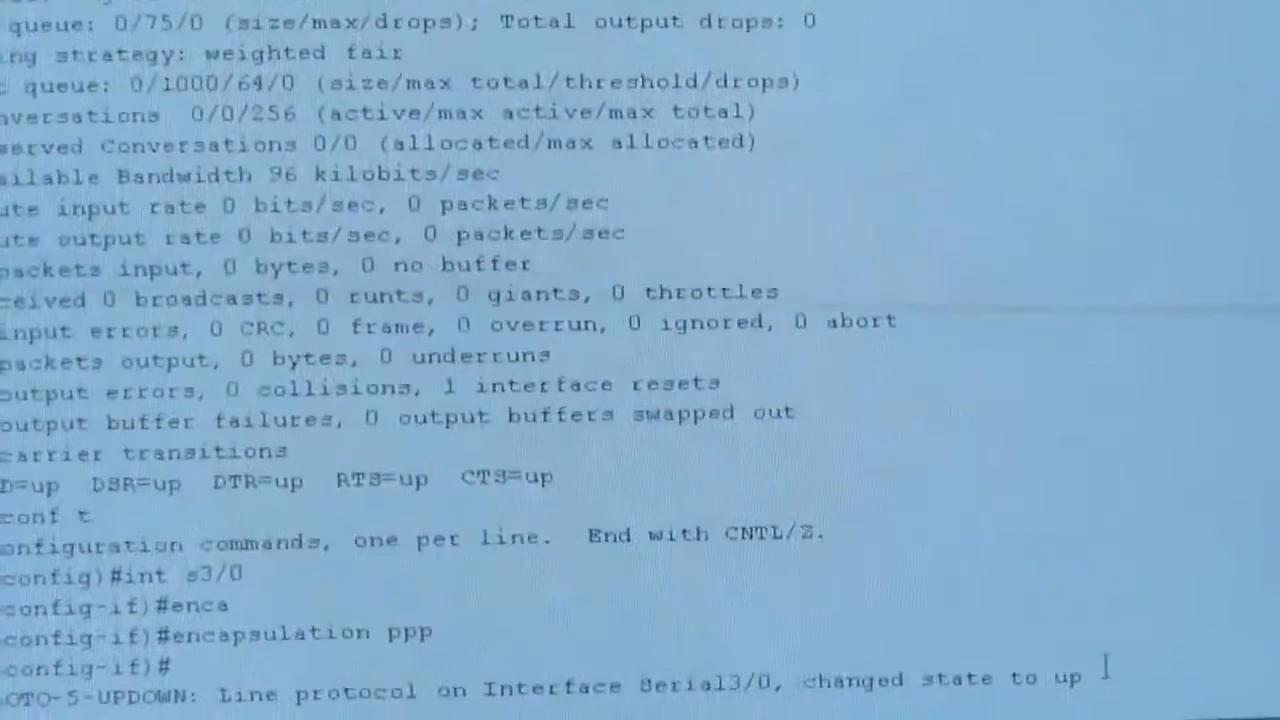 queue: 0/75/0 (size/max/drops); Total output drops: 0
ng strategy: weighted fair
queue: 0/1000/64/0 (size/max total/threshold/drops)
nversations 0/0/256 (active/max active/max total)
served Conversations 0/0 (allocated/max allocated)
ailable Bandwidth 96 kilobits/sec
ute input rate 0 bits/sec, 0 packets/sec
ute output rate 0 bits/sec, 0 packets/sec
packets input, 0 bytes, 0 no buffer
ceived 0 broadcasts, 0 runts, 0 giants, 0 throttles
input errors, 0 CRC, 0 frame, 0 overrun, 0 ignored, 0 abort
packets output, 0 bytes, 0 underruns
output errors, 0 collisions, 1 interface resets
output buffer failures, 0 output buffers swapped out
carrier transitions
D=up DSR=up DTR=up RTS=up CTS=up
conf t
onfiguration commands, one per line. End with CNTL/Z.
config)#int s3/0
config-if)#enca
config-if)#encapsulation ppp
config-if)#
OTO-5-UPDOWN: Line protocol on Interface Serial3/0, changed state to up